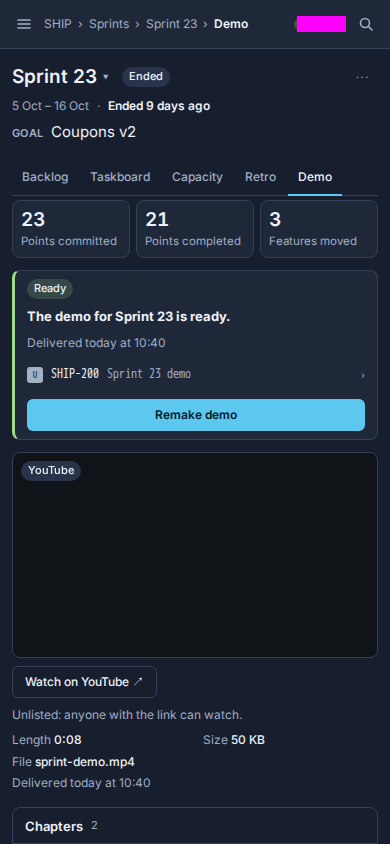 SHIP › Sprints › Sprint 23 › Demo
Sprint 23 ▾ Ended ...
5 Oct – 16 Oct · Ended 9 days ago
GOAL Coupons v2
Backlog Taskboard Capacity Retro Demo
23 21 3
Points committed Points completed Features moved
Ready
The demo for Sprint 23 is ready.
Delivered today at 10:40
U SHIP-200 Sprint 23 demo ›
Remake demo
YouTube
Watch on YouTube ↗
Unlisted: anyone with the link can watch.
Length 0:08 Size 50 KB
File sprint-demo.mp4
Delivered today at 10:40
Chapters 2